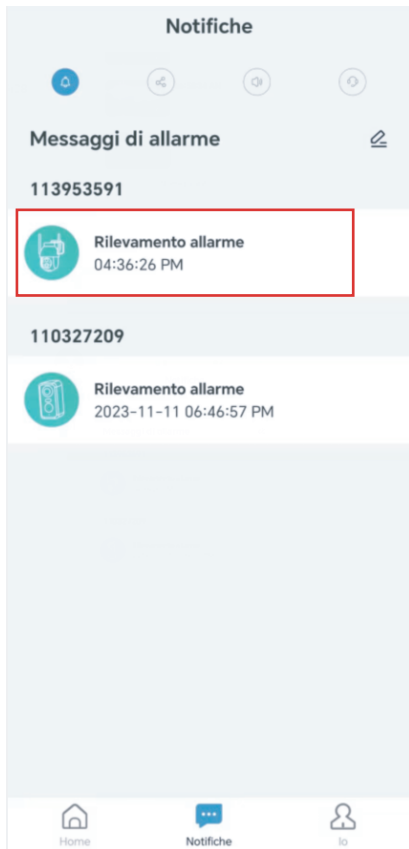 Notifiche
Messaggi di allarme
113953591
Rilevamento allarme
04:36:26 PM
110327209
Rilevamento allarme
2023-11-11 06:46:57 PM
Home
Notifiche
Io